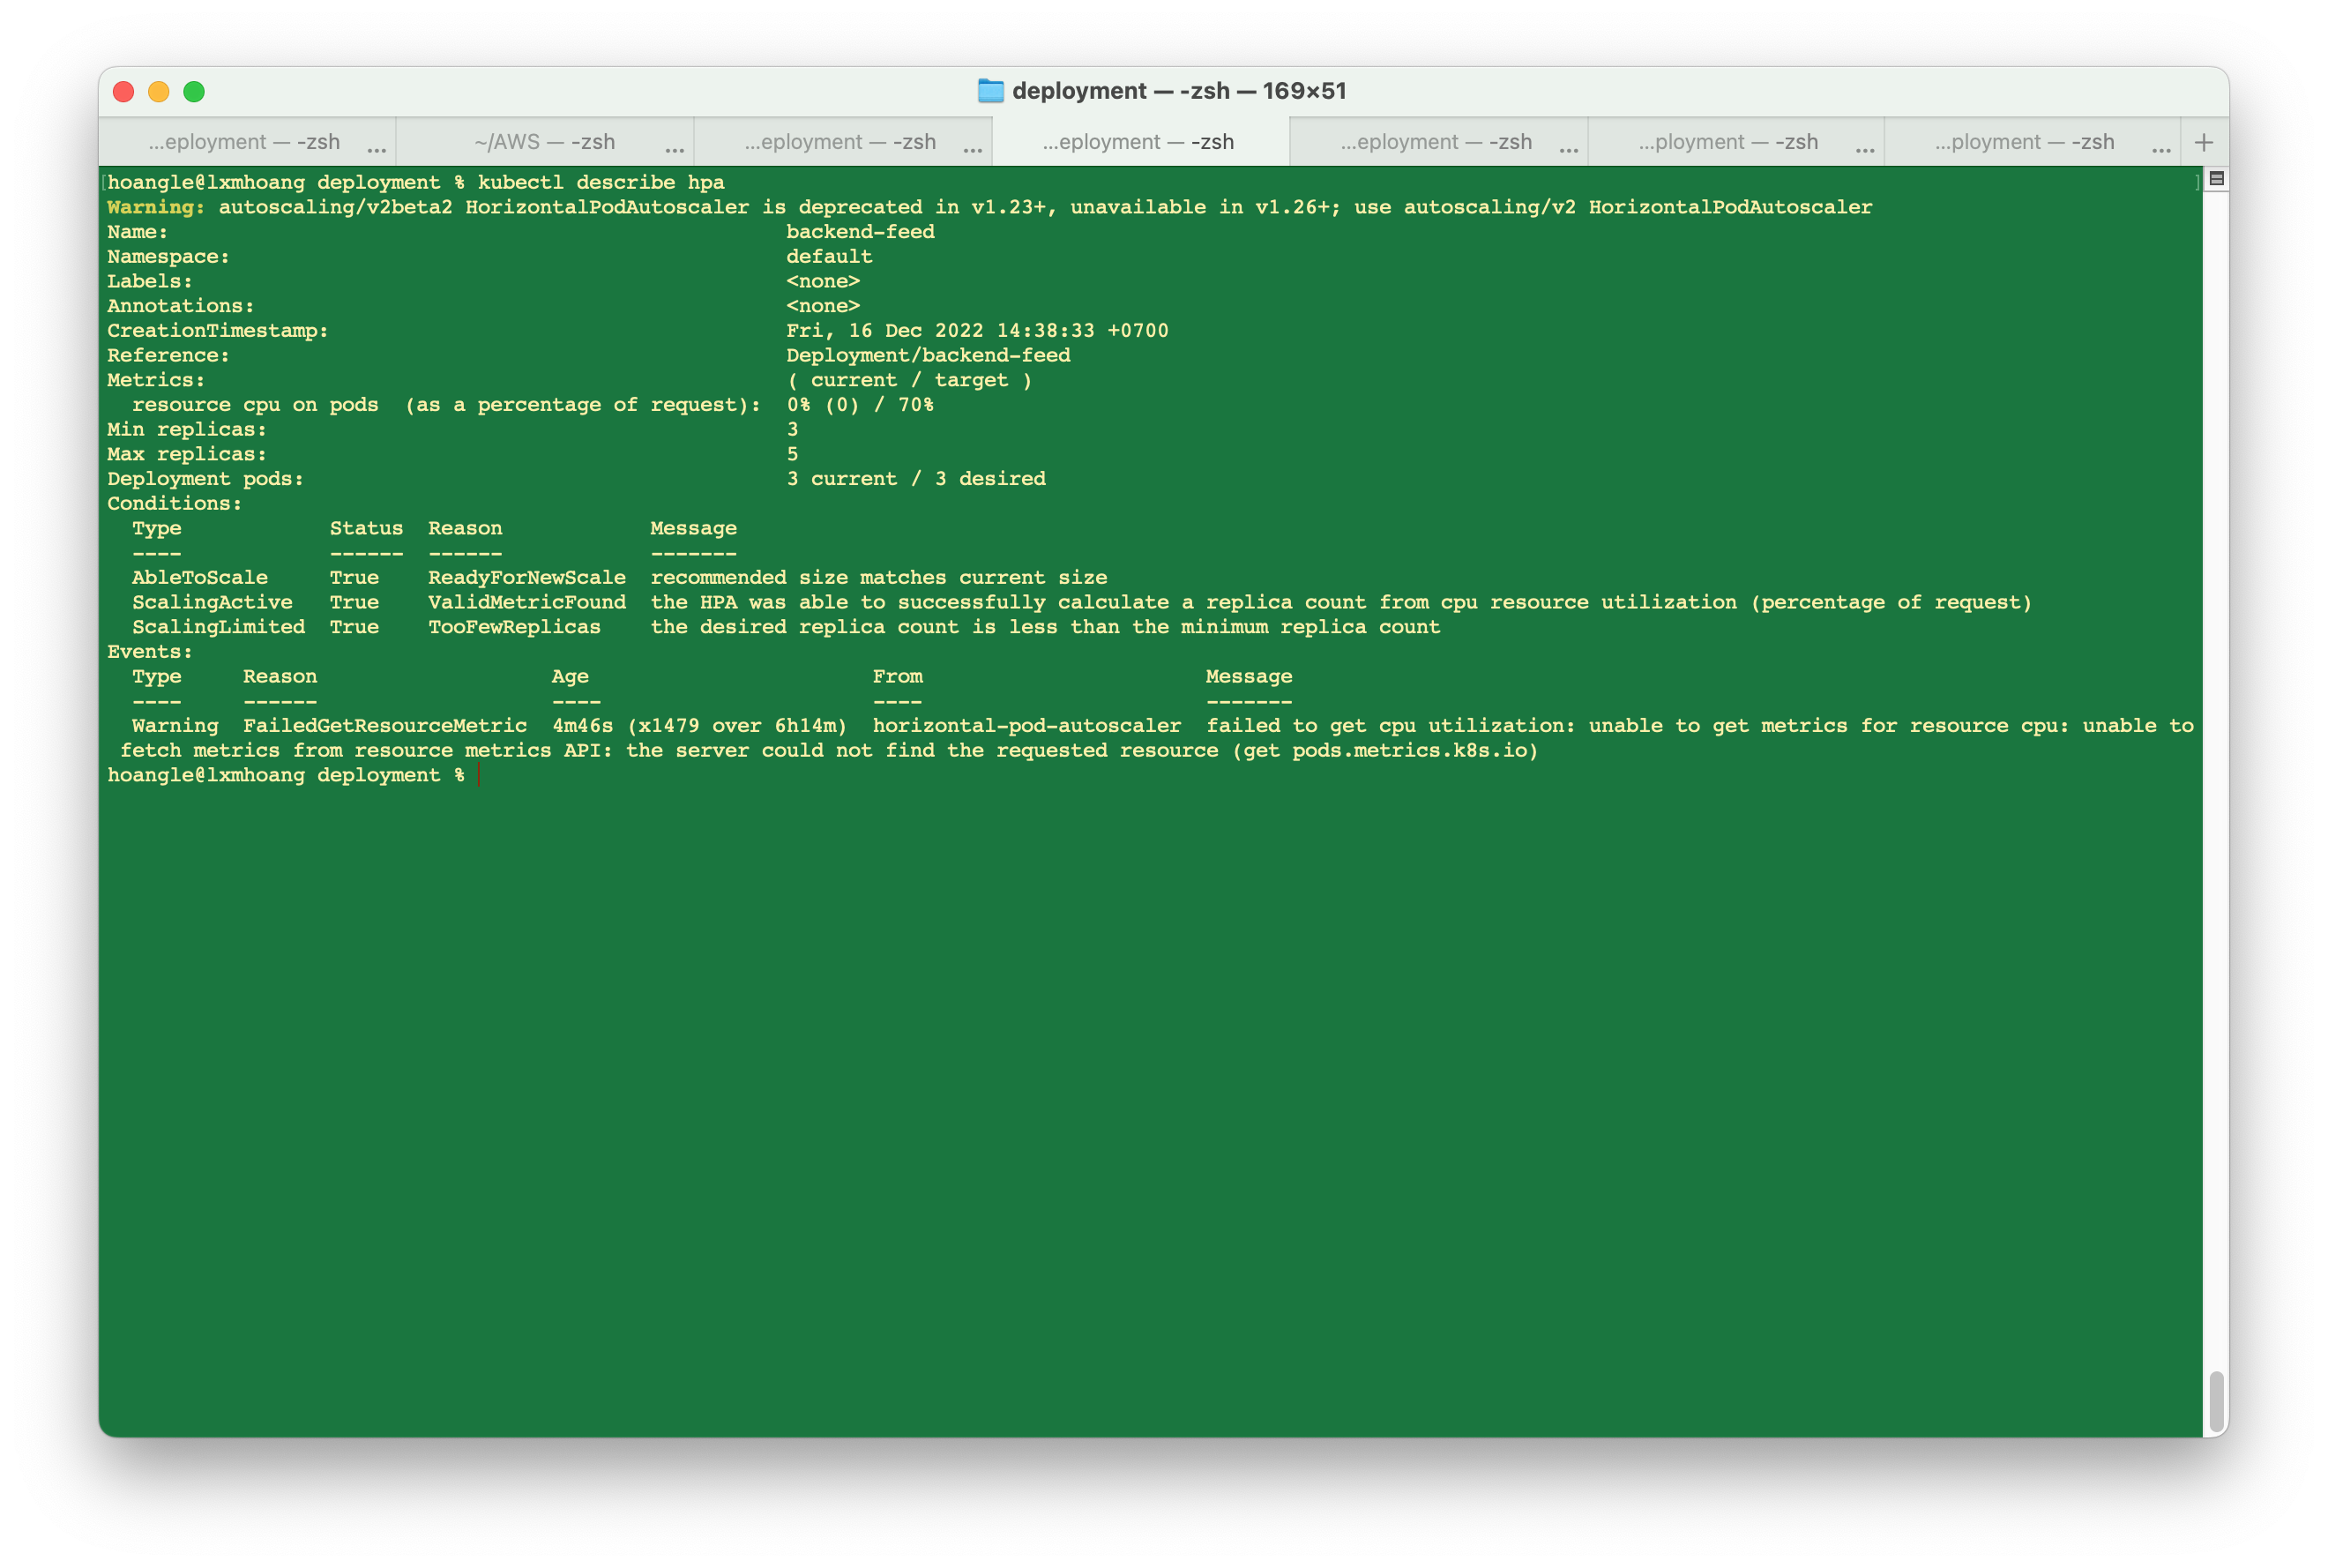 deployment — -zsh — 169×51
...eployment — -zsh ... ~/AWS — -zsh ... ...eployment — -zsh ... ...eployment — -zsh ...eployment — -zsh ... ...ployment — -zsh ... ...ployment — -zsh ... +
[hoangle@lxmhoang deployment % kubectl describe hpa ]
Warning: autoscaling/v2beta2 HorizontalPodAutoscaler is deprecated in v1.23+, unavailable in v1.26+; use autoscaling/v2 HorizontalPodAutoscaler
Name: backend-feed
Namespace: default
Labels: <none>
Annotations: <none>
CreationTimestamp: Fri, 16 Dec 2022 14:38:33 +0700
Reference: Deployment/backend-feed
Metrics: ( current / target )
resource cpu on pods (as a percentage of request): 0% (0) / 70%
Min replicas: 3
Max replicas: 5
Deployment pods: 3 current / 3 desired
Conditions:
Type Status Reason Message
---- ------ ------ -------
AbleToScale True ReadyForNewScale recommended size matches current size
ScalingActive True ValidMetricFound the HPA was able to successfully calculate a replica count from cpu resource utilization (percentage of request)
ScalingLimited True TooFewReplicas the desired replica count is less than the minimum replica count
Events:
Type Reason Age From Message
---- ------ ---- ---- -------
Warning FailedGetResourceMetric 4m46s (x1479 over 6h14m) horizontal-pod-autoscaler failed to get cpu utilization: unable to get metrics for resource cpu: unable to
fetch metrics from resource metrics API: the server could not find the requested resource (get pods.metrics.k8s.io)
hoangle@lxmhoang deployment %